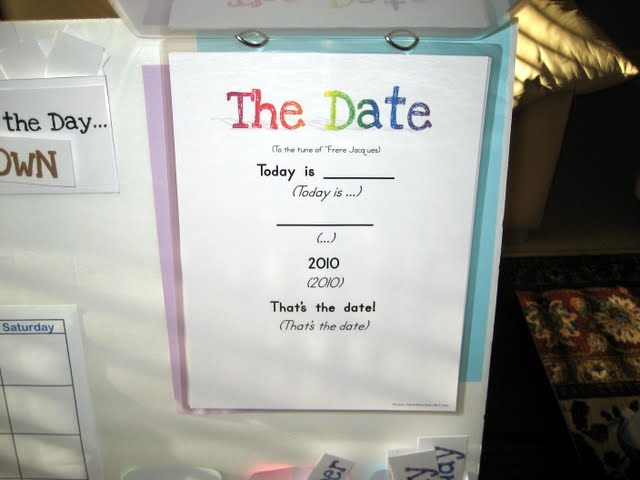 The Date
(To the tune of "Frere Jacques)
Today is
(Today is ...)
(...)
2010
(2010)
That's the date!
(That's the date)
the Day...
OWN
Saturday